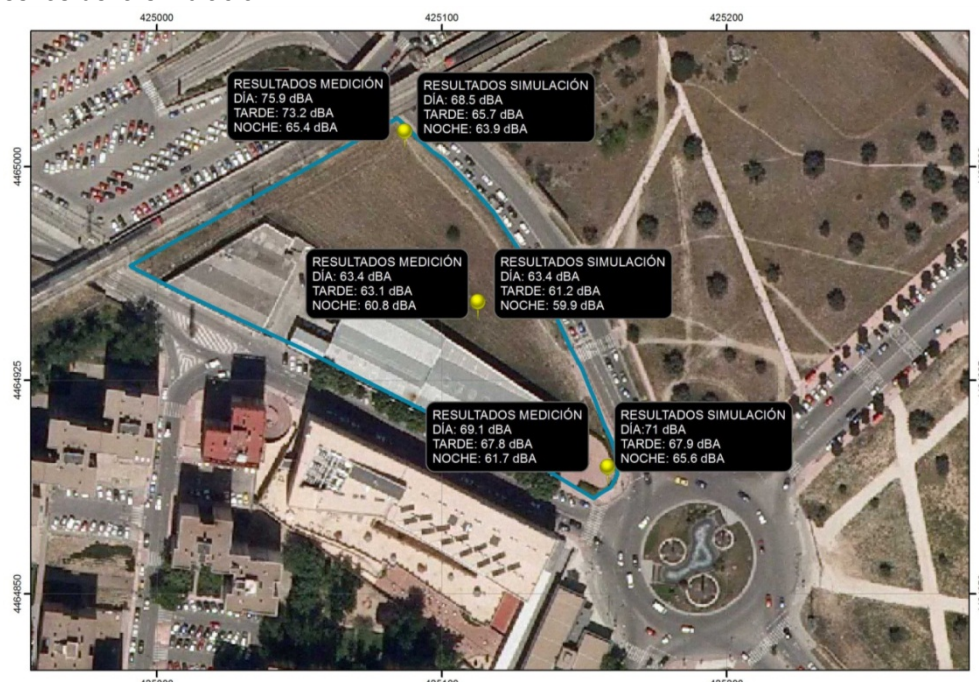 425000 425100 425200
RESULTADOS MEDICIÓN
DÍA: 75.9 dBA
TARDE: 73.2 dBA
NOCHE: 65.4 dBA
RESULTADOS SIMULACIÓN
DÍA: 68.5 dBA
TARDE: 65.7 dBA
NOCHE: 63.9 dBA
4465000
RESULTADOS MEDICIÓN
DÍA: 63.4 dBA
TARDE: 63.1 dBA
NOCHE: 60.8 dBA
RESULTADOS SIMULACIÓN
DÍA: 63.4 dBA
TARDE: 61.2 dBA
NOCHE: 59.9 dBA
4464925
RESULTADOS MEDICIÓN
DÍA: 69.1 dBA
TARDE: 67.8 dBA
NOCHE: 61.7 dBA
RESULTADOS SIMULACIÓN
DÍA:71 dBA
TARDE: 67.9 dBA
NOCHE: 65.6 dBA
4464850